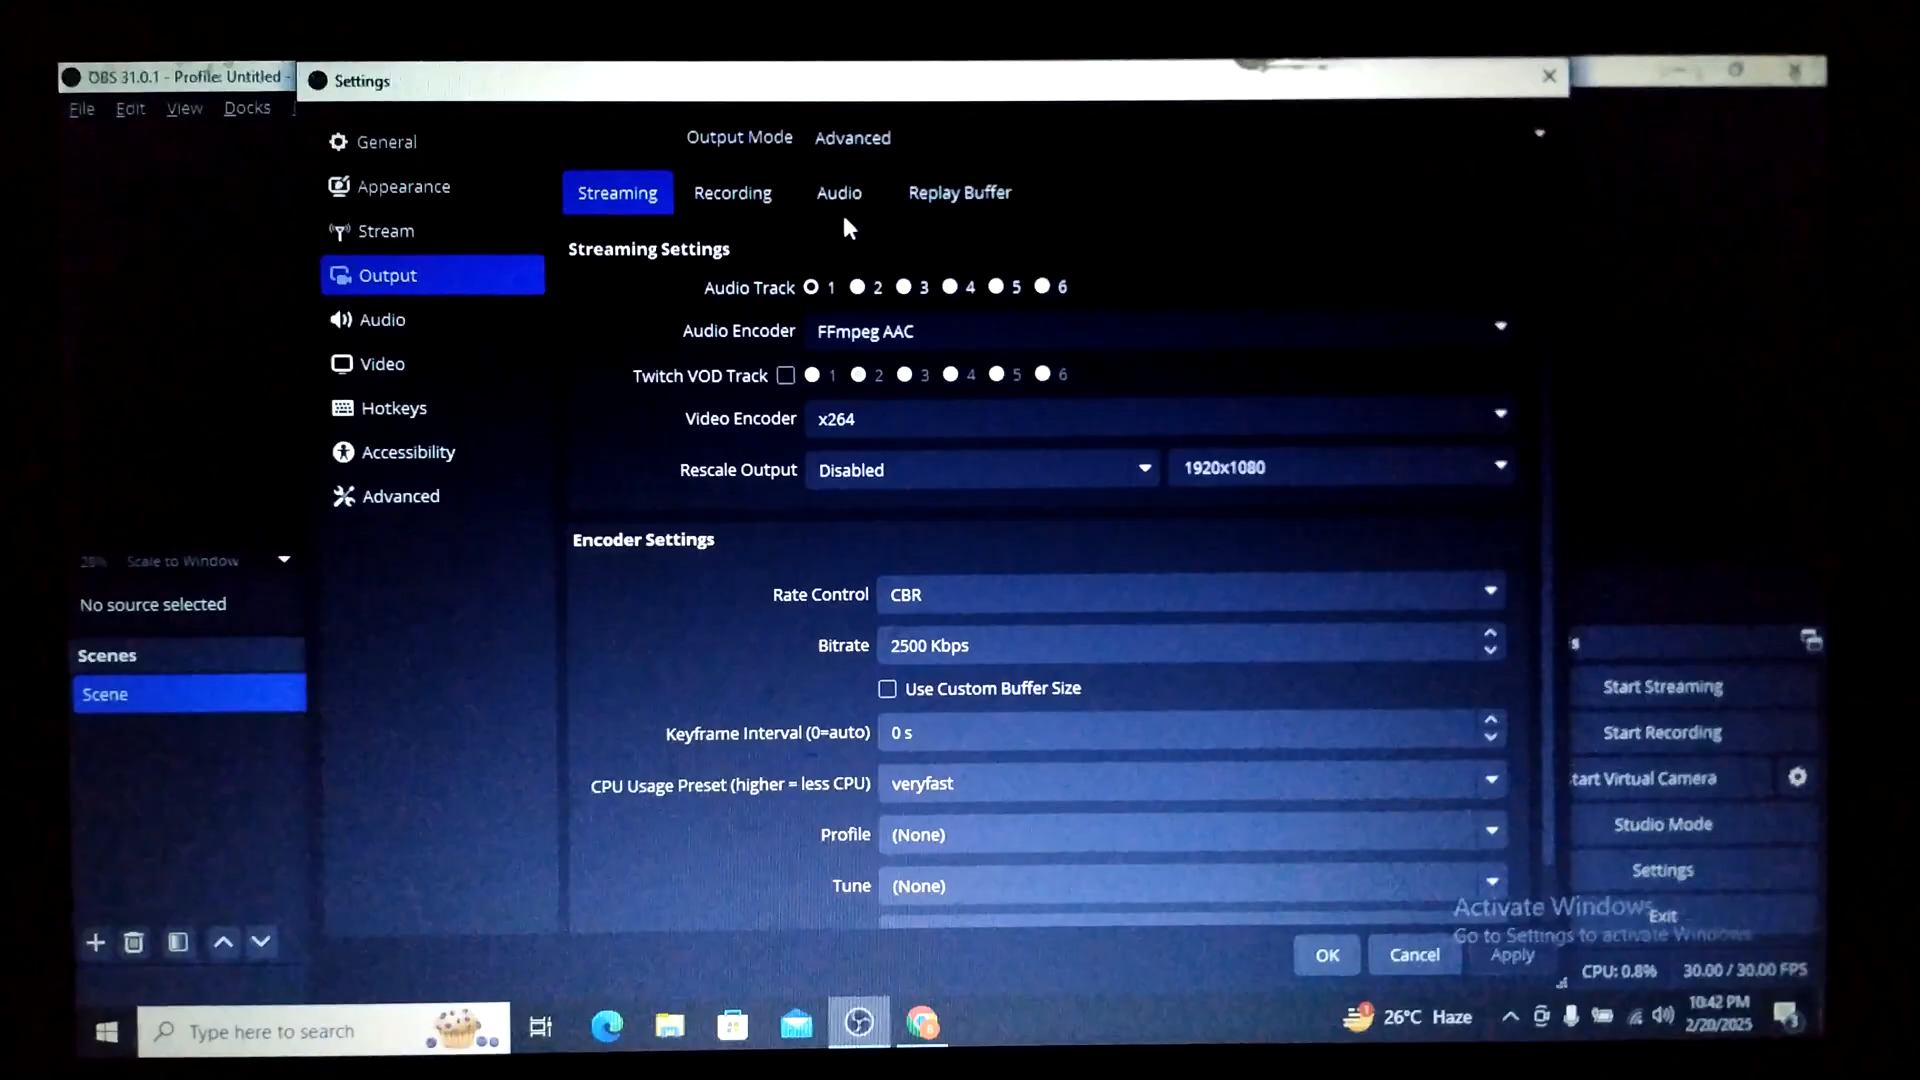 OBS 31.0.1 - Profile: Untitled -
Settings
File Edit View Docks
General
Appearance
Stream
Output
Audio
Video
Hotkeys
Accessibility
Advanced
Output Mode Advanced
Streaming Recording Audio Replay Buffer
Streaming Settings
Audio Track 1 2 3 4 5 6
Audio Encoder FFmpeg AAC
Twitch VOD Track 1 2 3 4 5 6
Video Encoder x264
Rescale Output Disabled 1920x1080
Encoder Settings
Rate Control CBR
Bitrate 2500 Kbps
Use Custom Buffer Size
Keyframe Interval (0=auto) 0 s
CPU Usage Preset (higher = less CPU) veryfast
Profile (None)
Tune (None)
OK Cancel Apply
28% Scale to Window
No source selected
Scenes
Scene
s
Start Streaming
Start Recording
tart Virtual Camera
Studio Mode
Settings
Exit
Activate Windows
Go to Settings to activate Windows.
CPU: 0.8% 30.00 / 30.00 FPS
Type here to search
26°C Haze
10:42 PM
2/20/2025
3